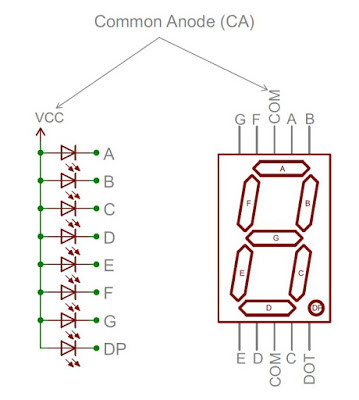 Common Anode (CA)
VCC
A
B
C
D
E
F
G
DP
G F COM A B
A
F
B
G
E
C
D
DP
E D COM C DOT